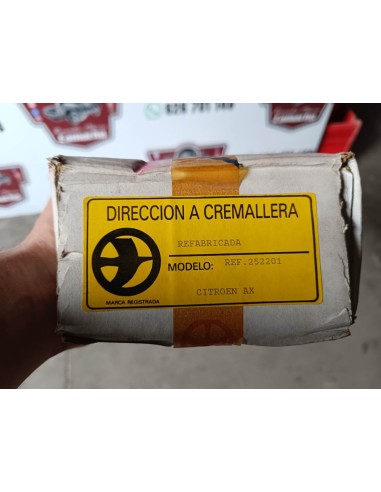 DIRECCION A CREMALLERA
REFABRICADA
MODELO: REF.252201
CITROEN AX
MARCA REGISTRADA